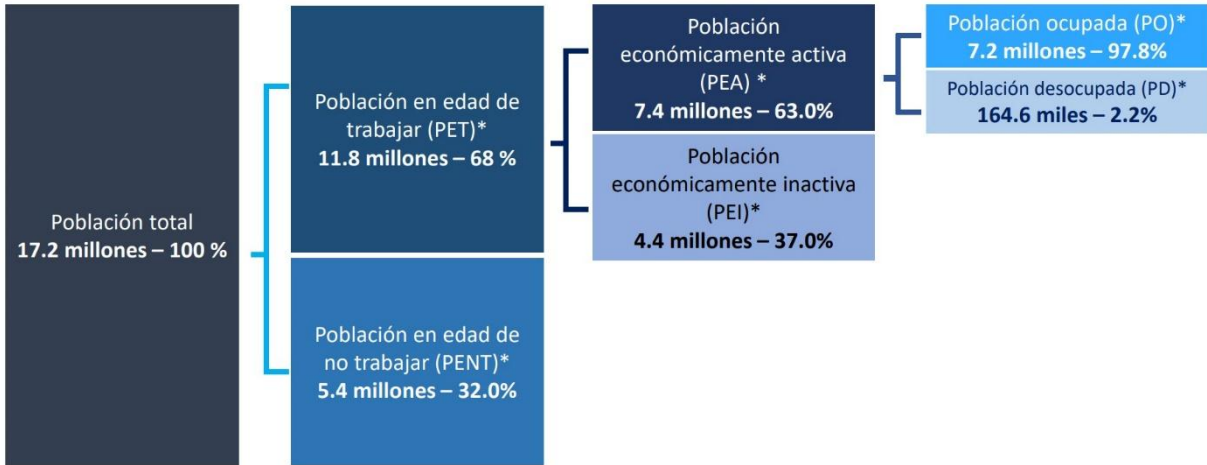 Población total
17.2 millones – 100 %
Población en edad de
trabajar (PET)*
11.8 millones – 68 %
Población en edad de
no trabajar (PENT)*
5.4 millones – 32.0%
Población
económicamente activa
(PEA) *
7.4 millones – 63.0%
Población
económicamente inactiva
(PEI)*
4.4 millones – 37.0%
Población ocupada (PO)*
7.2 millones – 97.8%
Población desocupada (PD)*
164.6 miles – 2.2%